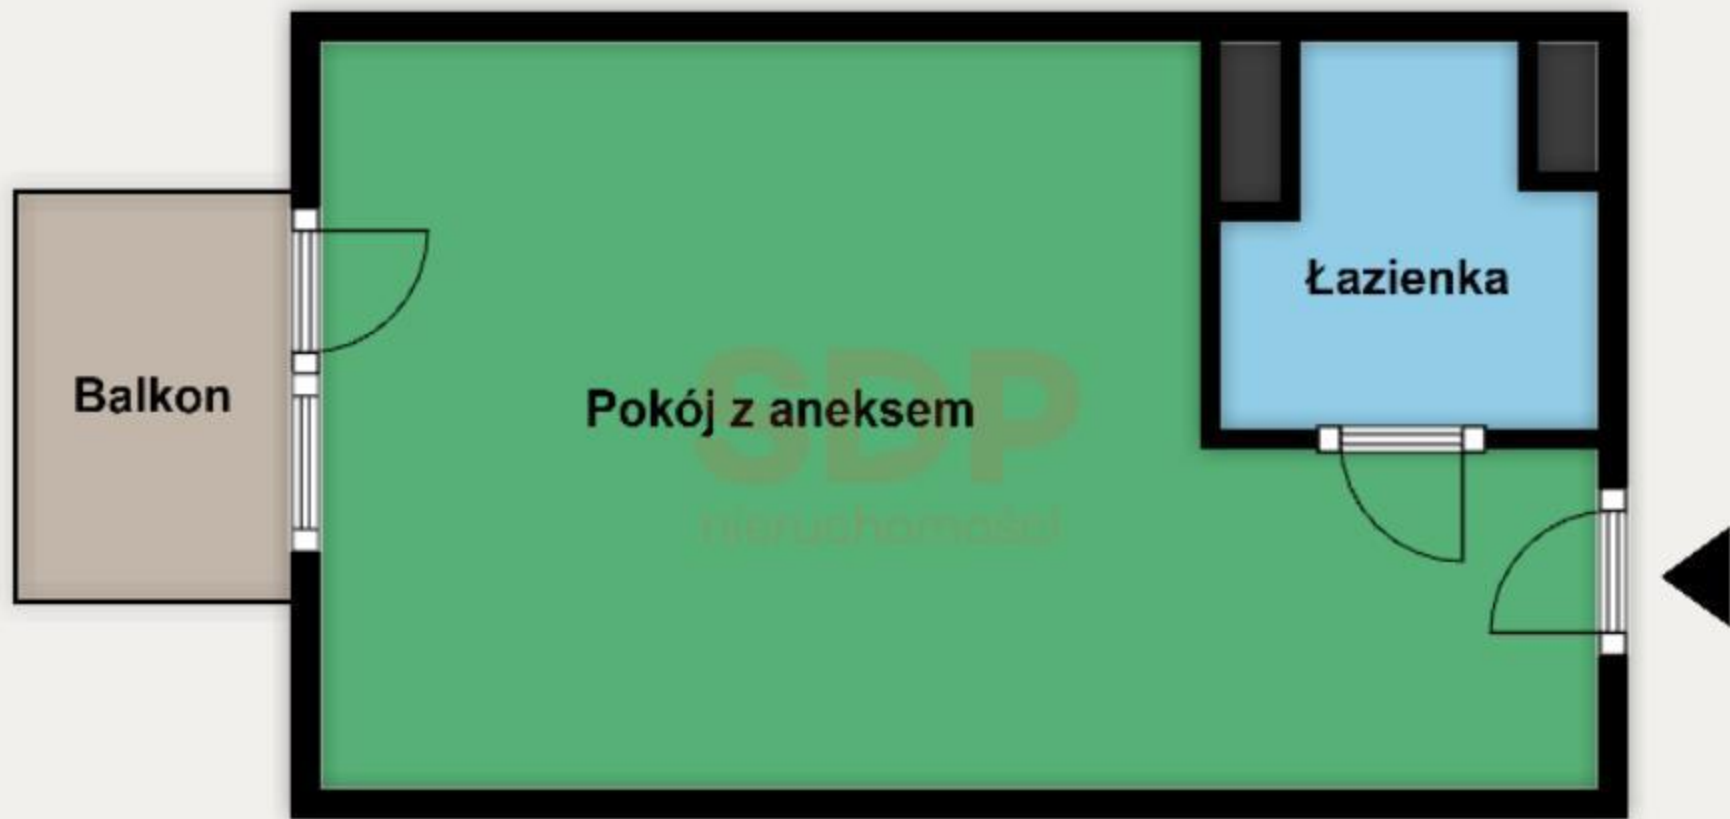 Łazienka
Balkon
Pokój z aneksem
SDP
nieruchomości